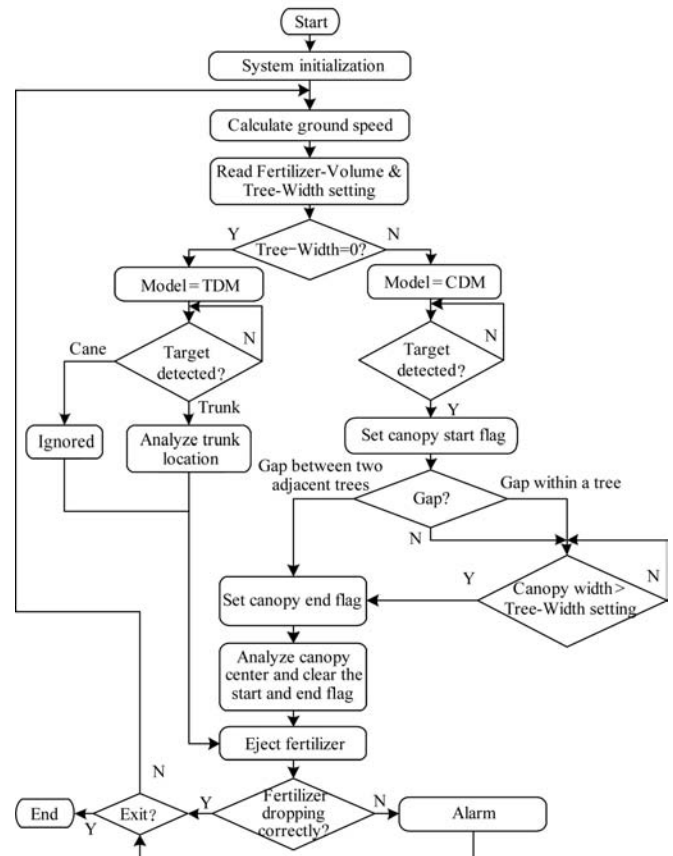 Start
System initialization
Calculate ground speed
Read Fertilizer-Volume &
Tree-Width setting
Y
Tree-Width=0?
N
Model=TDM
Model=CDM
N
N
Cane
Target
detected?
Target
detected?
Trunk
Y
Ignored
Analyze trunk
location
Set canopy start flag
Gap between two
adjacent trees
Gap within a tree
Gap?
N
Y
N
Canopy width>
Tree-Width setting
Set canopy end flag
Analyze canopy
center and clear the
start and end flag
Eject fertilizer
N
End
Y
Exit?
Y
Fertilizer
dropping
correctly?
N
Alarm